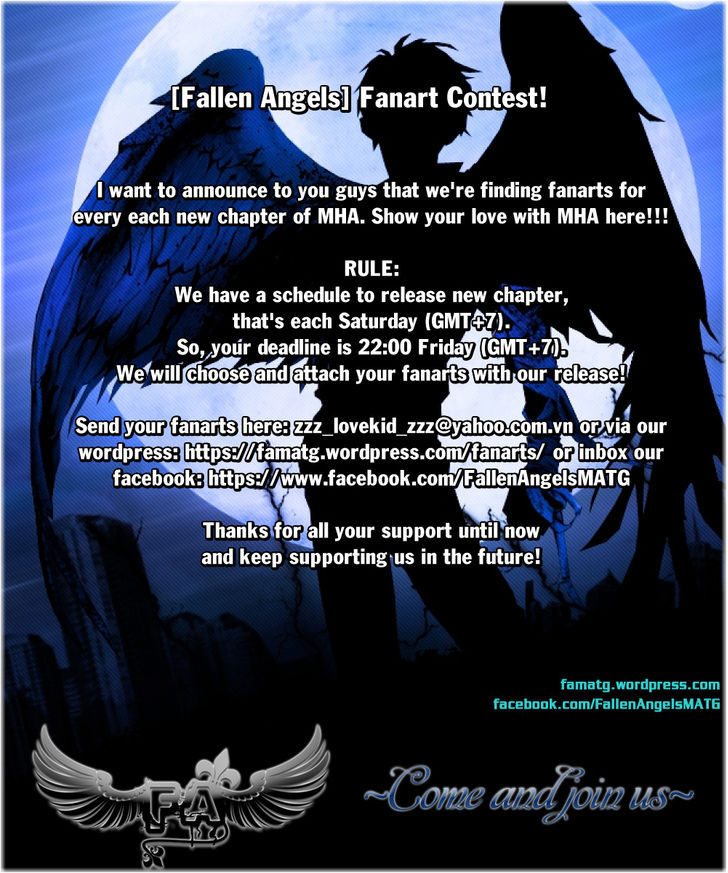 [Fallen Angels] Fanart Contest!
I want to announce to you guys that we're finding fanarts for
every each new chapter of MHA. Show your love with MHA here!!!
RULE:
We have a schedule to release new chapter,
that's each Saturday (GMT+7).
So, your deadline is 22:00 Friday (GMT+7).
We will choose and attach your fanarts with our release!
Send your fanarts here: zzz_lovekid_zzz@yahoo.com.vn or via our
wordpress: https://famatg.wordpress.com/fanarts/ or inbox our
facebook: https://www.facebook.com/FallenAngelsMATG
Thanks for all your support until now
and keep supporting us in the future!
famatg.wordpress.com
facebook.com/FallenAngelsMATG
FA
~Come and join us~